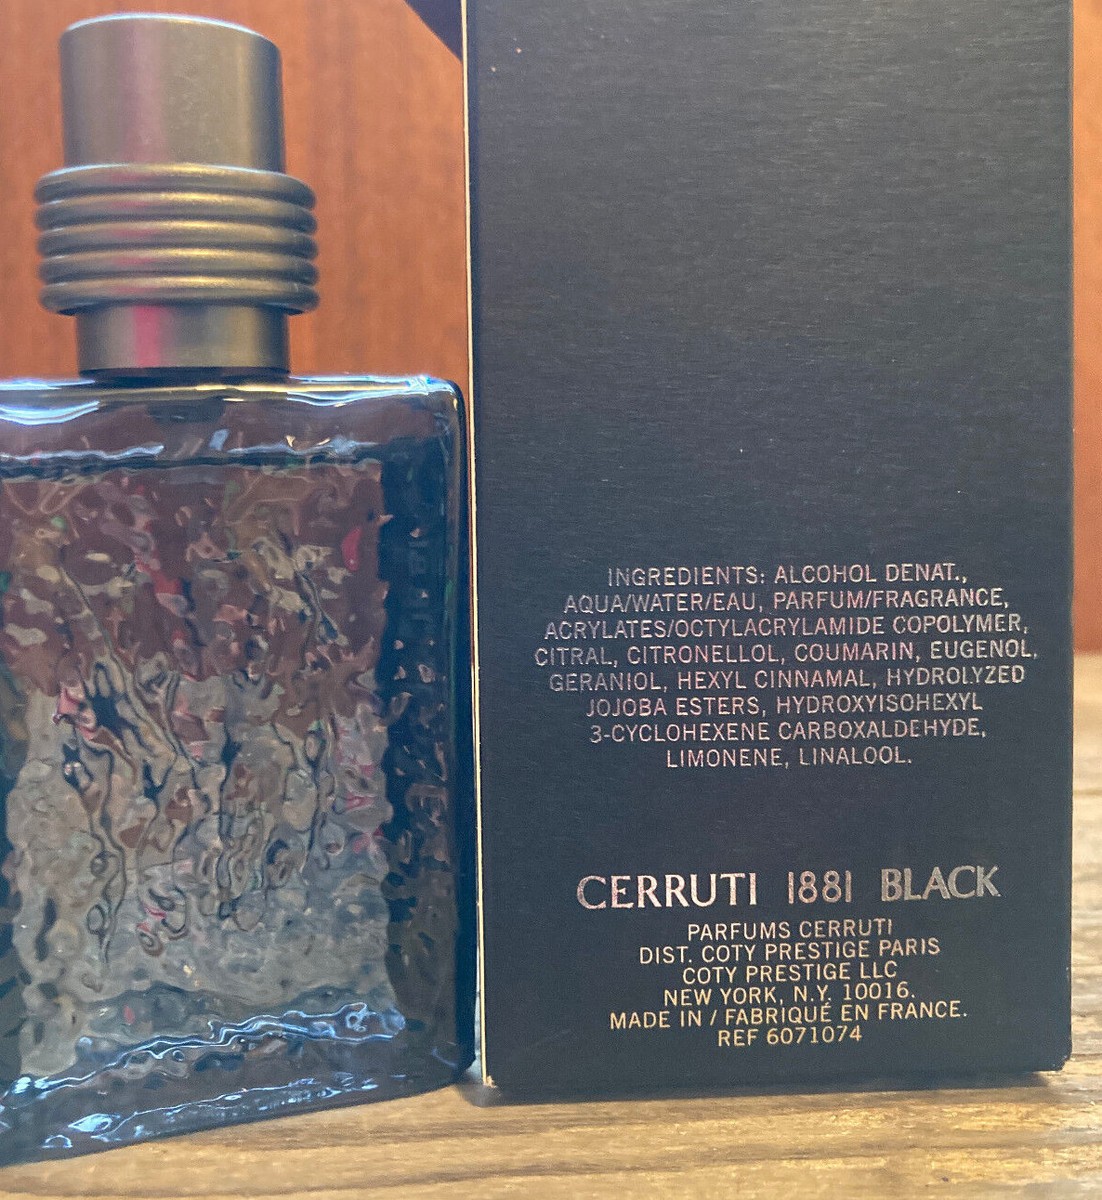 INGREDIENTS: ALCOHOL DENAT.,
AQUA/WATER/EAU, PARFUM/FRAGRANCE,
ACRYLATES/OCTYLACRYLAMIDE COPOLYMER,
CITRAL, CITRONELLOL, COUMARIN, EUGENOL,
GERANIOL, HEXYL CINNAMAL, HYDROLYZED
JOJOBA ESTERS, HYDROXYISOHEXYL
3-CYCLOHEXENE CARBOXALDEHYDE,
LIMONENE, LINALOOL.
CERRUTI 1881 BLACK
PARFUMS CERRUTI
DIST. COTY PRESTIGE PARIS
COTY PRESTIGE LLC
NEW YORK, N.Y. 10016.
MADE IN / FABRIQUÉ EN FRANCE.
REF 6071074